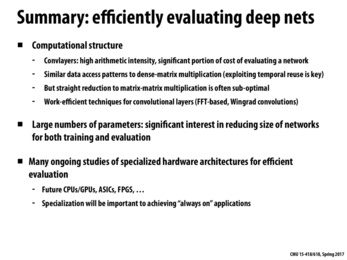 Summary: efficiently evaluating deep nets
■ Computational structure
- Convlayers: high arithmetic intensity, significant portion of cost of evaluating a network
- Similar data access patterns to dense-matrix multiplication (exploiting temporal reuse is key)
- But straight reduction to matrix-matrix multiplication is often sub-optimal
- Work-efficient techniques for convolutional layers (FFT-based, Wingrad convolutions)
■ Large numbers of parameters: significant interest in reducing size of networks
for both training and evaluation
■ Many ongoing studies of specialized hardware architectures for efficient
evaluation
- Future CPUs/GPUs, ASICs, FPGS, …
- Specialization will be important to achieving “always on” applications
CMU 15-418/618, Spring 2017